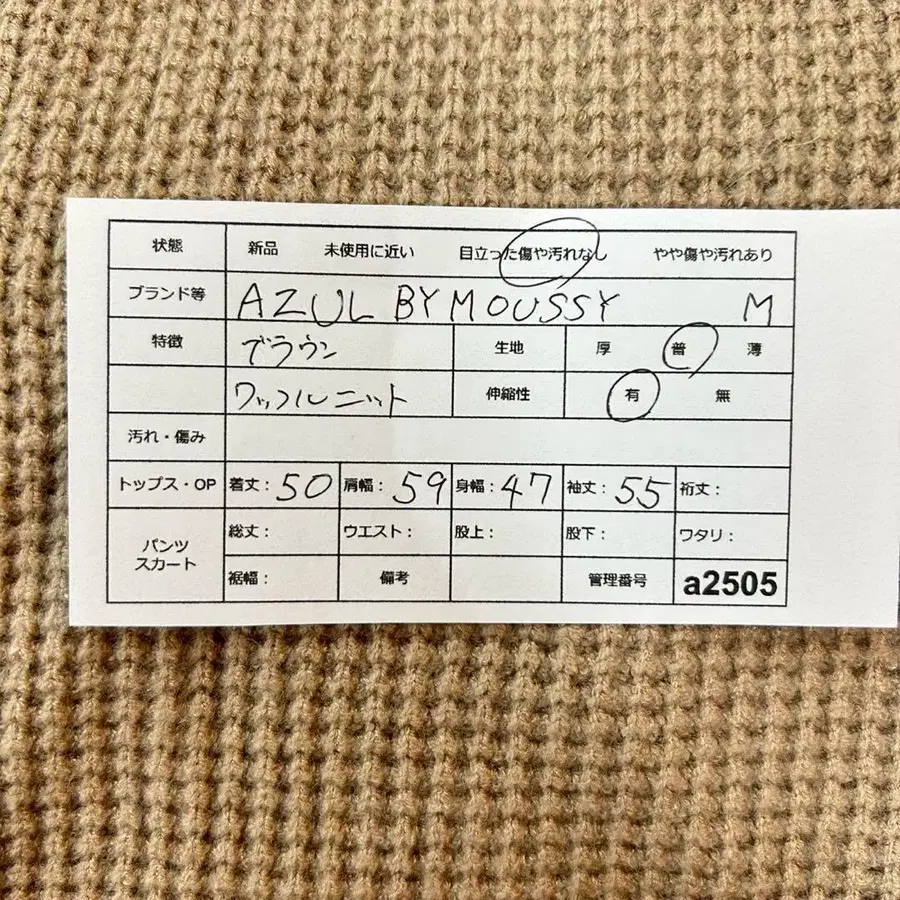 状態 新品 未使用に近い 目立った傷や汚れなし やや傷や汚れあり
ブランド等 AZUL BY MOUSSY M
特徴 ブラウン 生地 厚 普 薄
ワッフルニット 伸縮性 有 無
汚れ・傷み
トップス・OP 着丈: 50 肩幅: 59 身幅: 47 袖丈: 55 裄丈:
パンツ スカート 総丈: ウエスト: 股上: 股下: ワタリ:
裾幅: 備考 管理番号 a2505